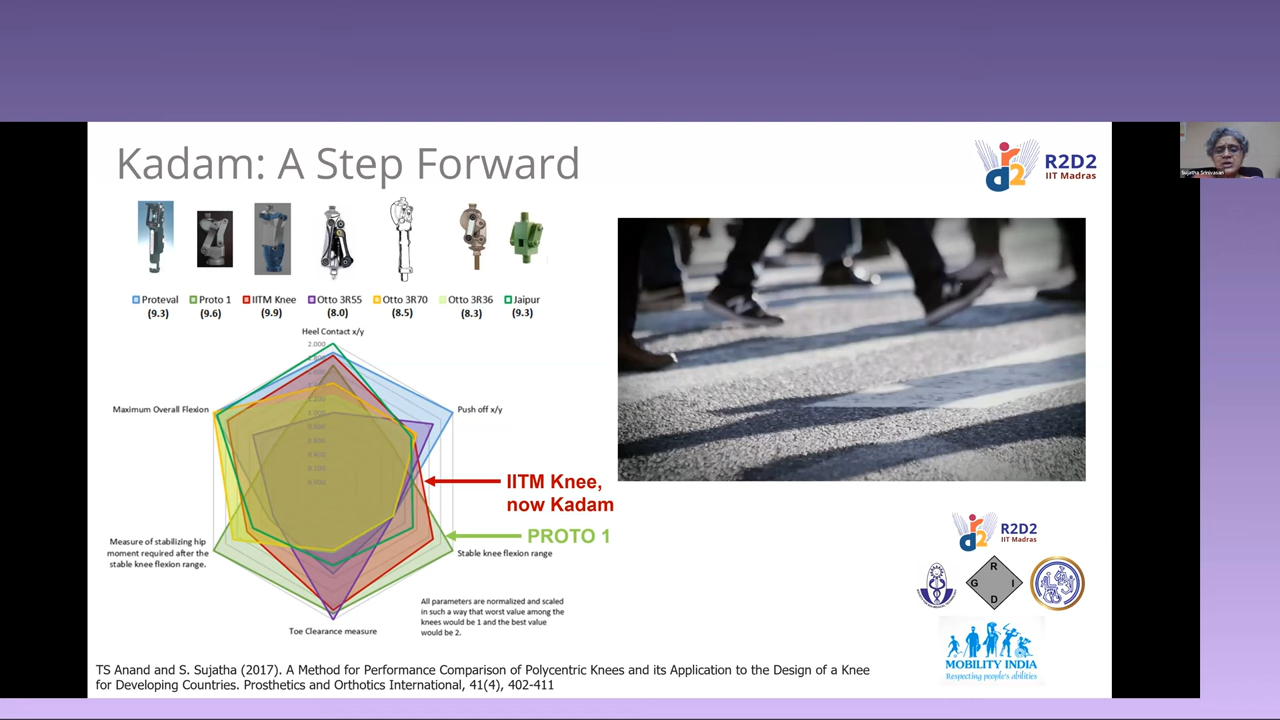 Kadam: A Step Forward
R2D2
IIT Madras
Sujatha Srinivasan
Proteval
(9.3)
Proto 1
(9.6)
IITM Knee
(9.9)
Otto 3R55
(8.0)
Otto 3R70
(8.5)
Otto 3R36
(8.3)
Jaipur
(9.3)
Heel Contact x/y
2.000
1.000
Maximum Overall Flexion
Push off x/y
IITM Knee,
now Kadam
PROTO 1
Measure of stabilizing hip
moment required after the
stable knee flexion range.
Stable knee flexion range
All parameters are normalized and scaled
in such a way that worst value among the
knees would be 1 and the best value
would be 2.
Toe Clearance measure
R2D2
IIT Madras
R
G I
D
MOBILITY INDIA
Respecting people's abilities
TS Anand and S. Sujatha (2017). A Method for Performance Comparison of Polycentric Knees and its Application to the Design of a Knee
for Developing Countries. Prosthetics and Orthotics International, 41(4), 402-411